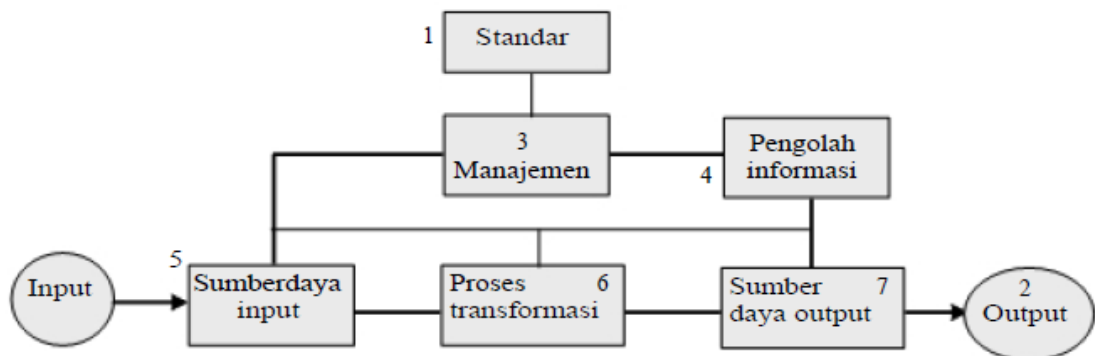 1
Standar
3
Manajemen
4
Pengolah
informasi
Input
5
Sumberdaya
input
Proses 6
transformasi
Sumber 7
daya output
2
Output